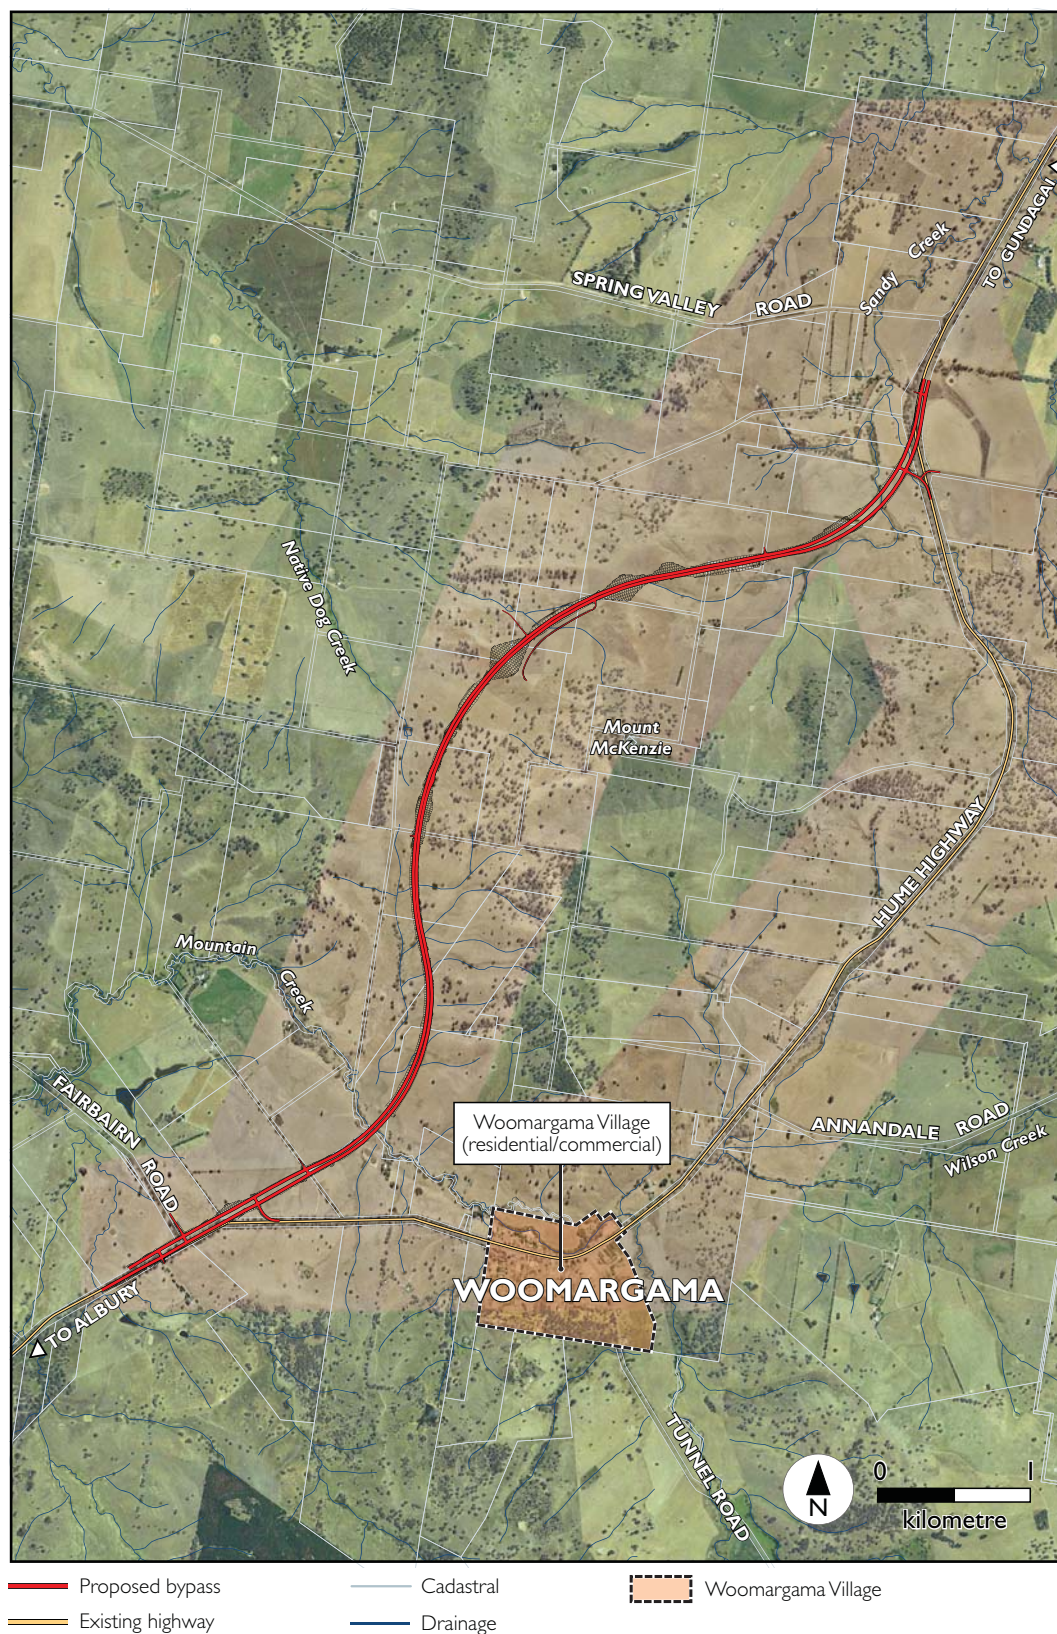 TO GUNDAGAI
Sandy Creek
SPRING VALLEY ROAD
Native Dog Creek
Mount
McKenzie
HUME HIGHWAY
Mountain Creek
FAIRBAIRN ROAD
Woomargama Village
(residential/commercial)
ANNANDALE ROAD
Wilson Creek
WOOMARGAMA
TO ALBURY
TUNNEL ROAD
N
0 1
kilometre
Proposed bypass
Existing highway
Cadastral
Drainage
Woomargama Village